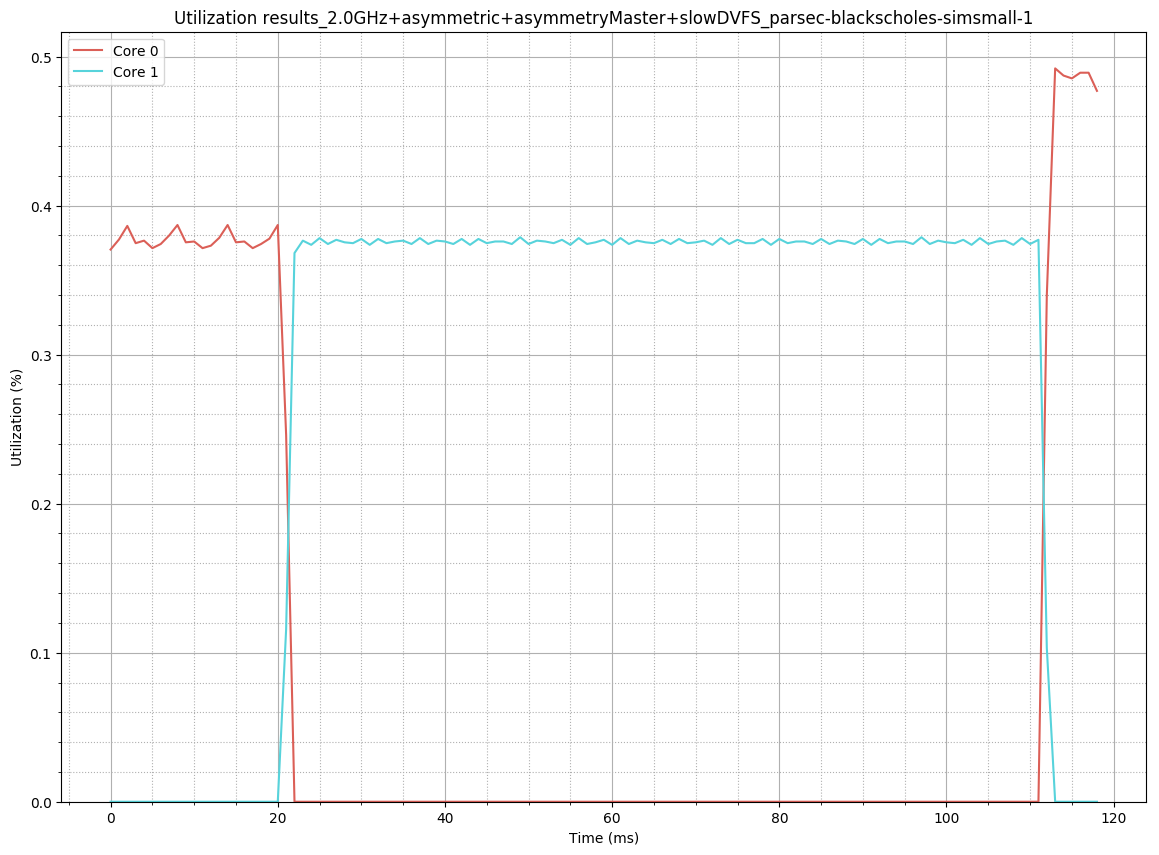 Utilization results_2.0GHz+asymmetric+asymmetryMaster+slowDVFS_parsec-blackscholes-simsmall-1
Core 0
Core 1
Utilization (%)
0.5
0.4
0.3
0.2
0.1
0.0
0 20 40 60 80 100 120
Time (ms)